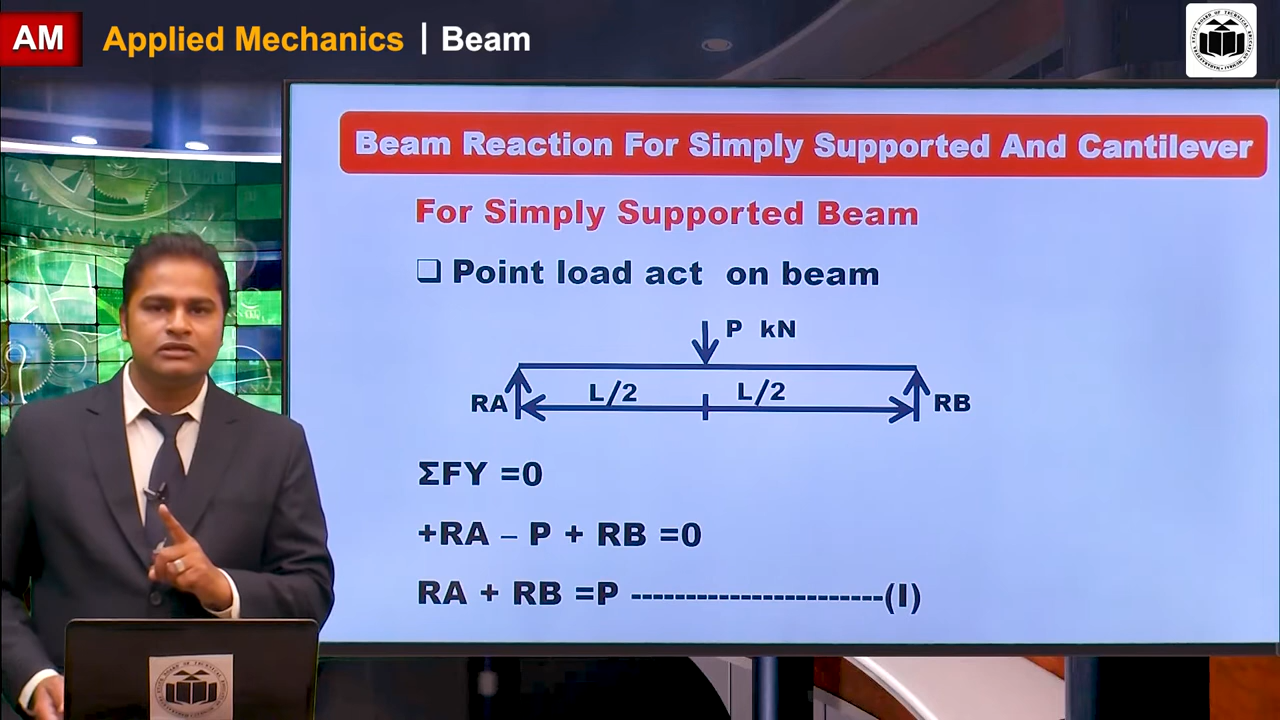 AM
Applied Mechanics | Beam
Beam Reaction For Simply Supported And Cantilever
For Simply Supported Beam
❑ Point load act on beam
P kN
L/2 L/2
RA RB
ΣFY =0
+RA – P + RB =0
RA + RB =P -----------------------(I)